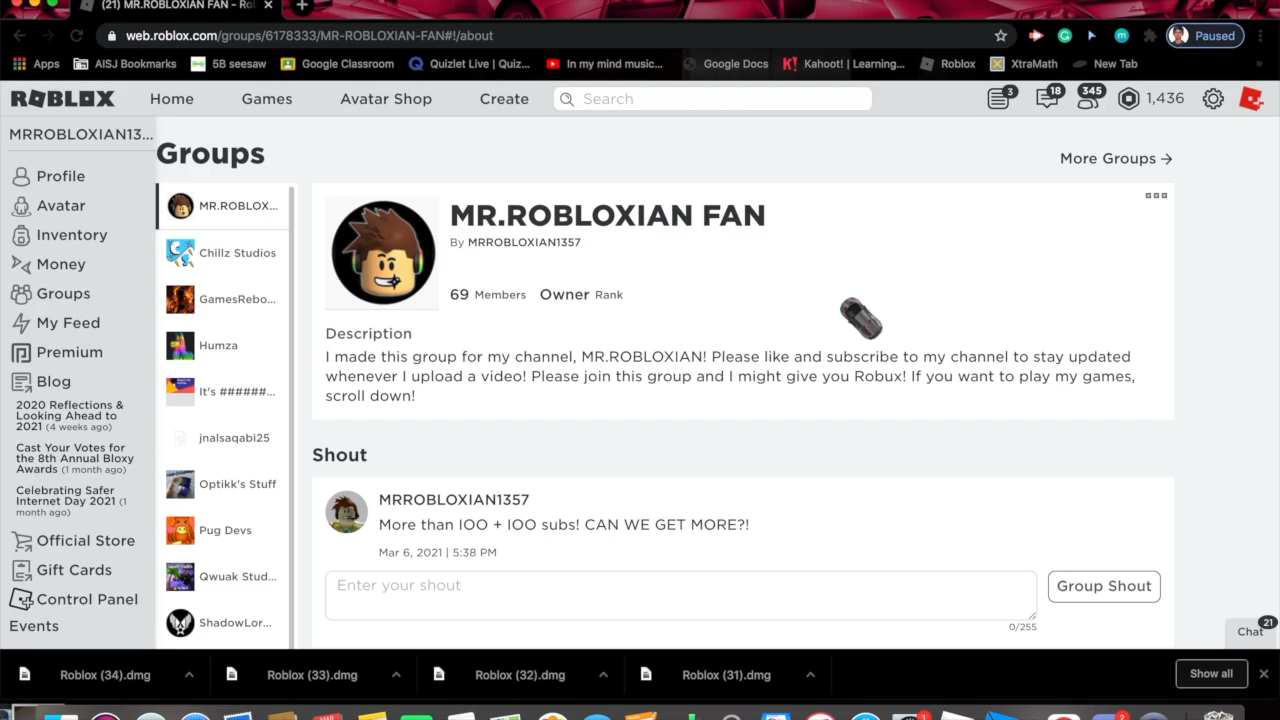 (21) MR.ROBLOXIAN FAN - Rol
web.roblox.com/groups/6178333/MR-ROBLOXIAN-FAN#!/about
Paused
Apps
AISJ Bookmarks
5B seesaw
Google Classroom
Quizlet Live | Quiz...
In my mind music...
Google Docs
Kahoot! | Learning...
Roblox
XtraMath
New Tab
ROBLOX
Home
Games
Avatar Shop
Create
Search
3
18
345
1,436
MRROBLOXIAN13...
Profile
Avatar
Inventory
Money
Groups
My Feed
Premium
Blog
2020 Reflections &
Looking Ahead to
2021 (4 weeks ago)
Cast Your Votes for
the 8th Annual Bloxy
Awards (1 month ago)
Celebrating Safer
Internet Day 2021 (1
month ago)
Official Store
Gift Cards
Control Panel
Events
Groups
More Groups →
MR.ROBLOX...
Chillz Studios
GamesRebo...
Humza
It's ######...
jnalsaqabi25
Optikk's Stuff
Pug Devs
Qwuak Stud...
ShadowLor...
MR.ROBLOXIAN FAN
By MRROBLOXIAN1357
69 Members
Owner Rank
Description
I made this group for my channel, MR.ROBLOXIAN! Please like and subscribe to my channel to stay updated
whenever I upload a video! Please join this group and I might give you Robux! If you want to play my games,
scroll down!
Shout
MRROBLOXIAN1357
More than IOO + IOO subs! CAN WE GET MORE?!
Mar 6, 2021 | 5:38 PM
Enter your shout
Group Shout
0/255
Chat
21
Roblox (34).dmg
Roblox (33).dmg
Roblox (32).dmg
Roblox (31).dmg
Show all